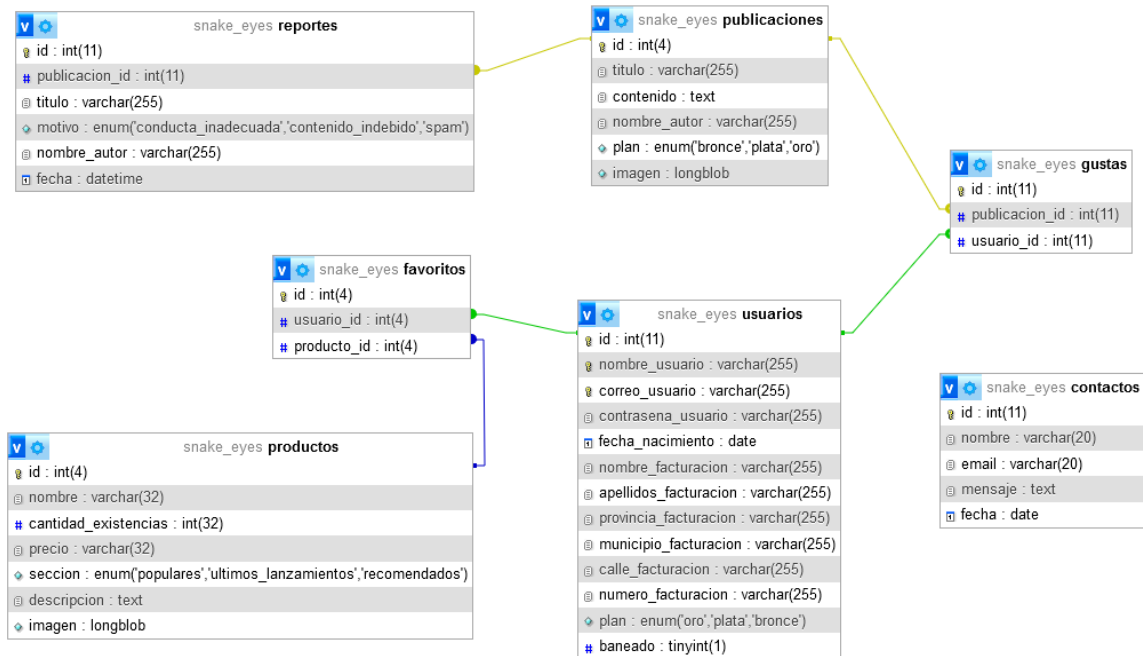 snake_eyes reportes
id : int(11)
# publicacion_id : int(11)
titulo : varchar(255)
motivo : enum('conducta_inadecuada','contenido_indebido','spam')
nombre_autor : varchar(255)
fecha : datetime
snake_eyes publicaciones
id : int(4)
titulo : varchar(255)
contenido : text
nombre_autor : varchar(255)
plan : enum('bronce','plata','oro')
imagen : longblob
snake_eyes gustas
id : int(11)
# publicacion_id : int(11)
# usuario_id : int(11)
snake_eyes favoritos
id : int(4)
# usuario_id : int(4)
# producto_id : int(4)
snake_eyes usuarios
id : int(11)
nombre_usuario : varchar(255)
correo_usuario : varchar(255)
contrasena_usuario : varchar(255)
fecha_nacimiento : date
nombre_facturacion : varchar(255)
apellidos_facturacion : varchar(255)
provincia_facturacion : varchar(255)
municipio_facturacion : varchar(255)
calle_facturacion : varchar(255)
numero_facturacion : varchar(255)
plan : enum('oro','plata','bronce')
# baneado : tinyint(1)
snake_eyes contactos
id : int(11)
nombre : varchar(20)
email : varchar(20)
mensaje : text
fecha : date
snake_eyes productos
id : int(4)
nombre : varchar(32)
# cantidad_existencias : int(32)
precio : varchar(32)
seccion : enum('populares','ultimos_lanzamientos','recomendados')
descripcion : text
imagen : longblob